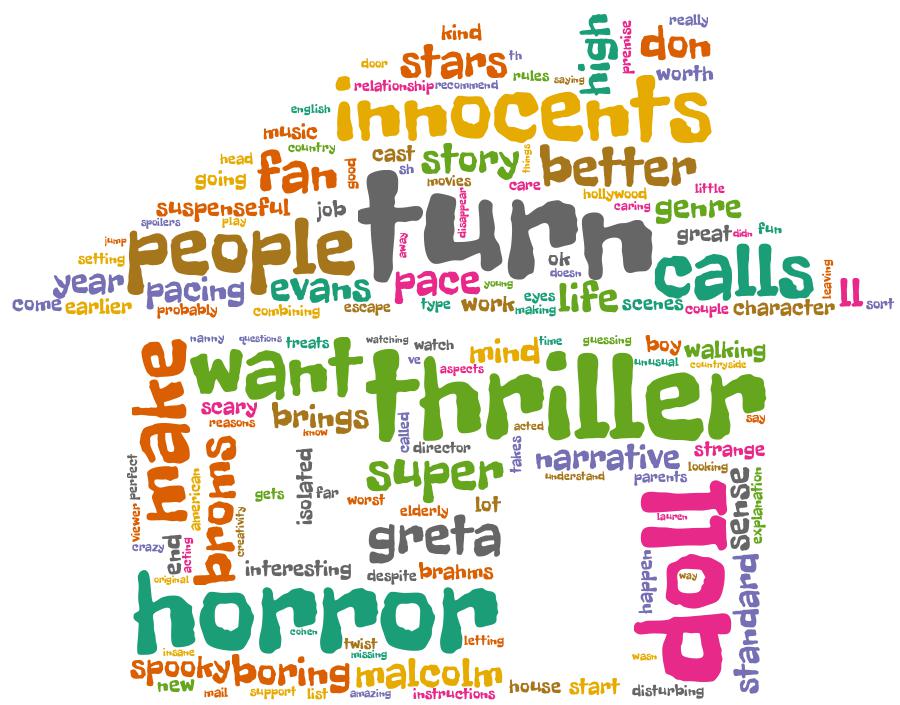 kind
really
door stars th high premise don
relationship recommend rules saying worth
english innocents
music
country
head fan good cast story things better
going sh movies care hollywood little
suspenseful job turn disappear caring genre
spoilers play great didn fun
jump people away ok calls
setting doesn leaving
year pacing evans pace young eyes life scenes ll
come earlier probably combining escape type work making couple character sort
nanny questions treats watching watch mind time guessing boy walking
make want ve aspects thriller unusual countryside
scary brings called acted say
reasons know director takes narrative strange
perfect broms isolated super understand parents looking
viewer american gets far worst lot doll sense
creativity elderly lauren explanation
crazy end acting greta
original interesting despite brahms happen way standard
horror
cohen twist letting
insane missing wasn
spooky boring malcolm
new mail support list amazing instructions house start disturbing